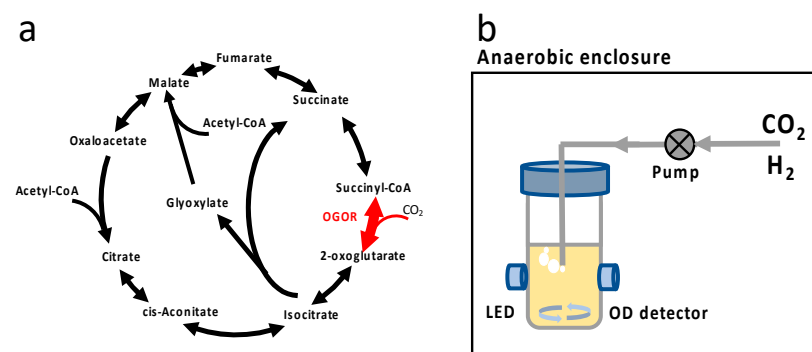 a
Fumarate
Malate
Succinate
Acetyl-CoA
Oxaloacetate
Acetyl-CoA
Succinyl-CoA
Glyoxylate
OGOR
CO₂
Citrate
2-oxoglutarate
cis-Aconitate
Isocitrate
b
Anaerobic enclosure
CO₂
H₂
Pump
LED
OD detector